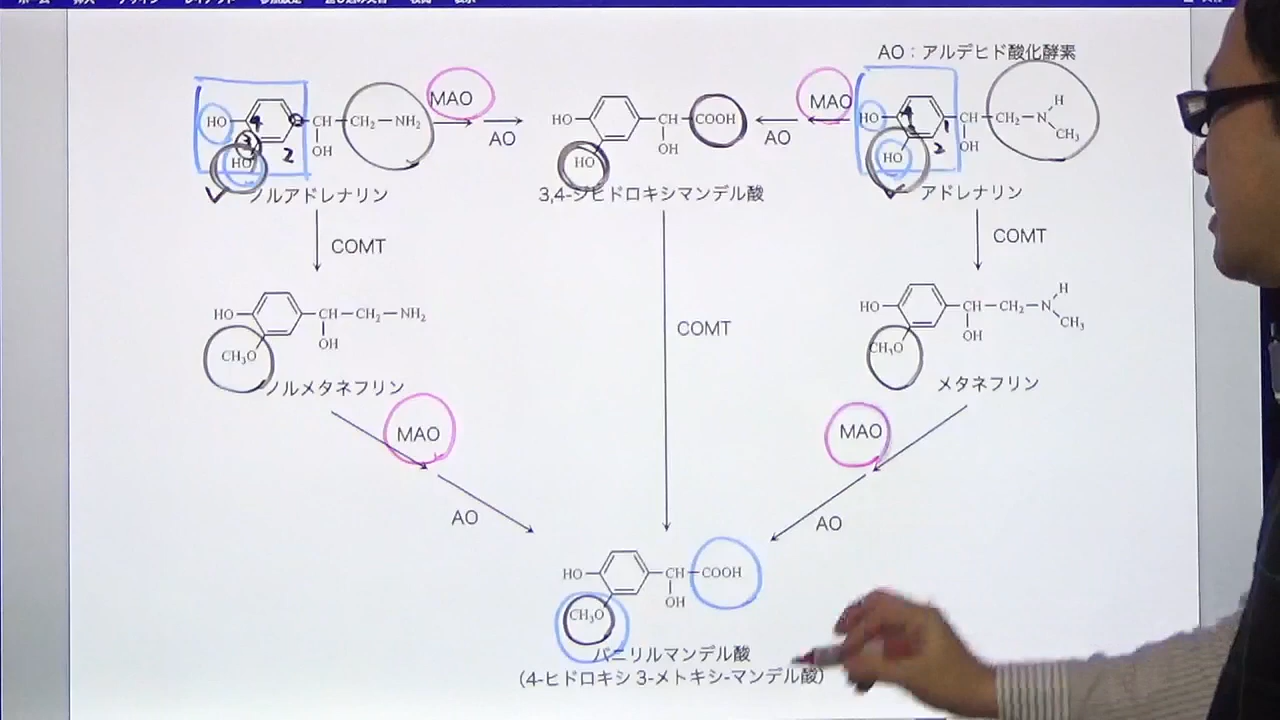 AO:アルデヒド酸化酵素
HO CH CH₂ NH₂ OH HO
4 3 2
MAO
AO
HO CH COOH OH HO
MAO
AO
HO CH CH₂ N H CH₃ OH HO
4 1 2
ノルアドレナリン
3,4-ジヒドロキシマンデル酸
アドレナリン
COMT
COMT
COMT
HO CH CH₂ NH₂ OH CH₃O
HO CH CH₂ N H CH₃ OH CH₃O
ノルメタネフリン
メタネフリン
MAO
MAO
AO
AO
HO CH COOH OH CH₃O
バニリルマンデル酸
(4-ヒドロキシ 3-メトキシ-マンデル酸)